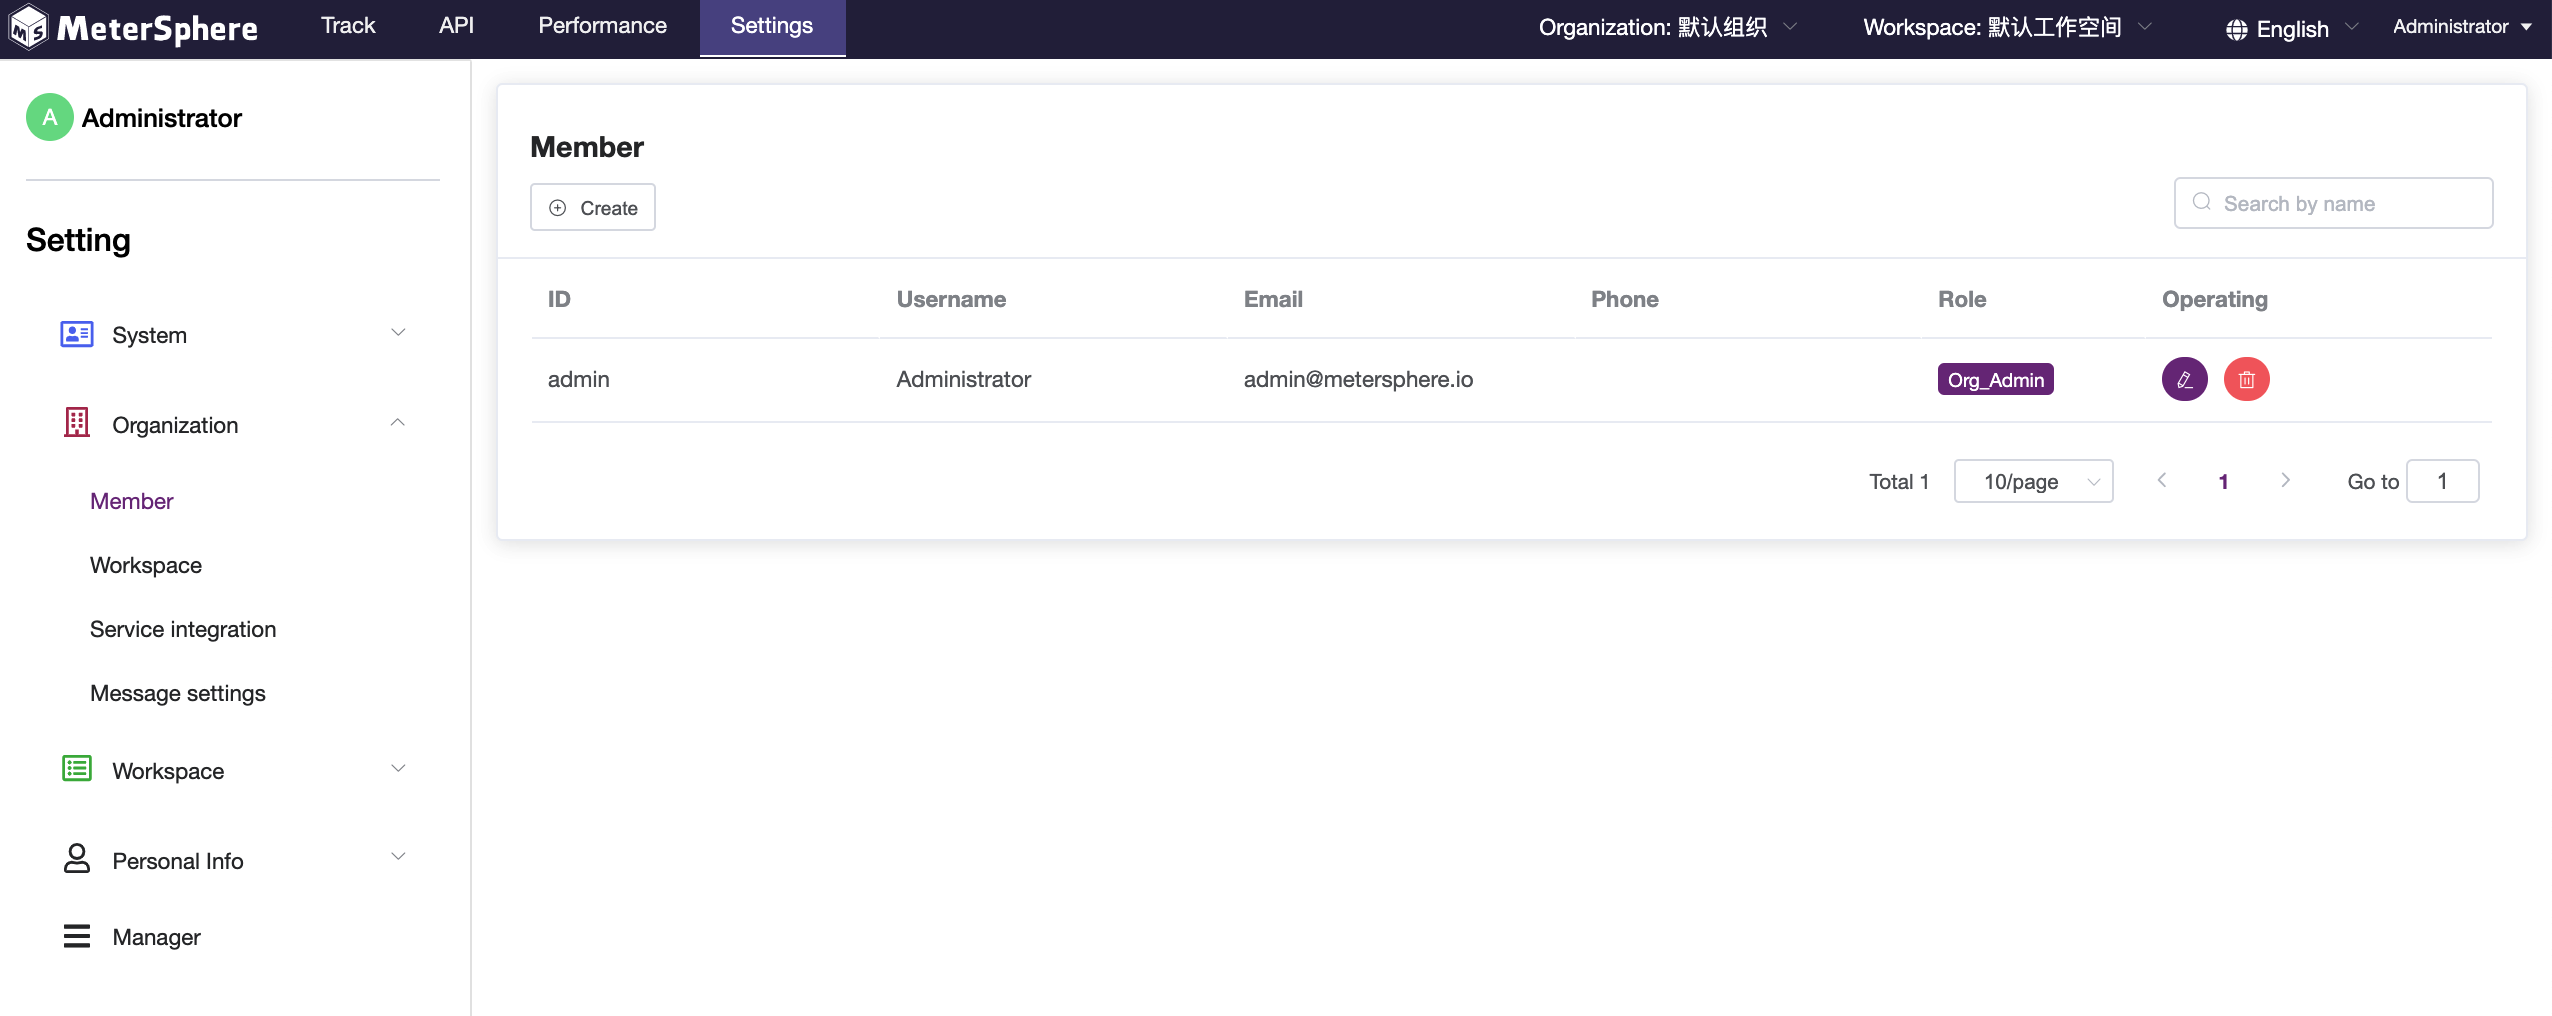 MS MeterSphere Track API Performance Settings Organization: 默认组织 Workspace: 默认工作空间 English Administrator
A Administrator
Setting
System
Organization
Member
Workspace
Service integration
Message settings
Workspace
Personal Info
Manager
Member
Create
Search by name
ID Username Email Phone Role Operating
admin Administrator admin@metersphere.io Org_Admin
Total 1 10/page 1 Go to 1